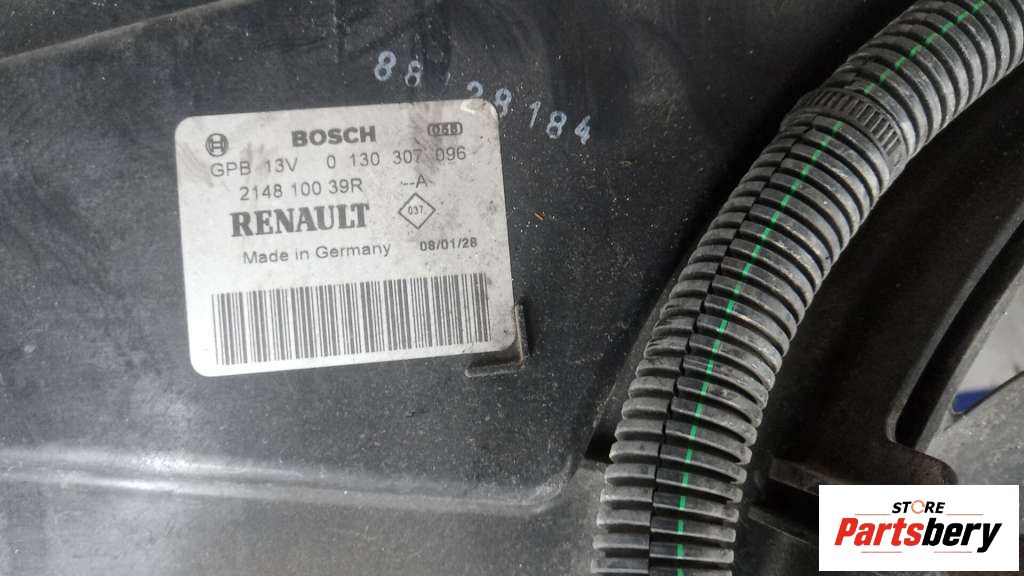 88 28184
BOSCH 058
GPB 13V 0 130 307 096
2148 100 39R --A-
RENAULT 037
Made in Germany 08/01/28
STORE
Partsbery